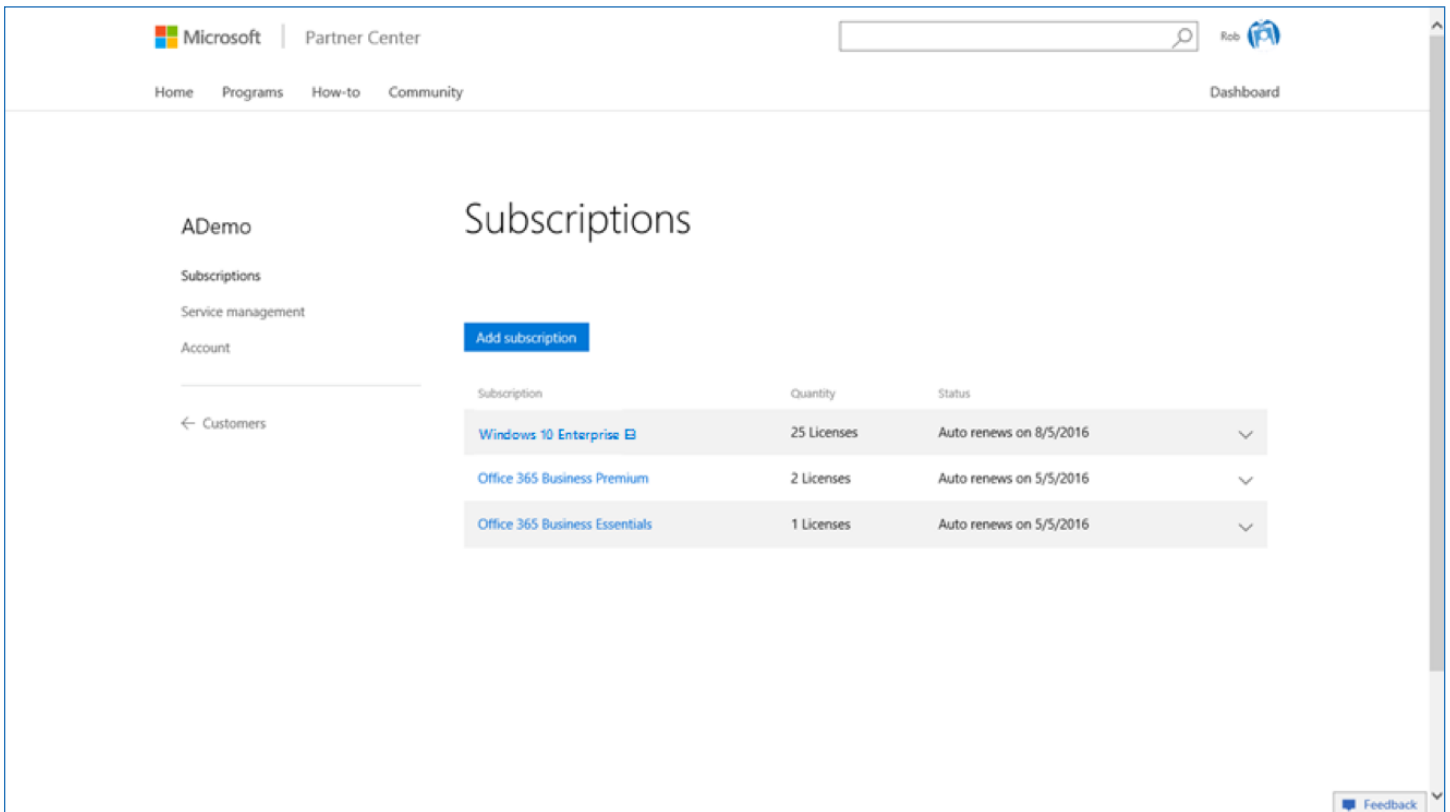 Microsoft | Partner Center
Rob
Home Programs How-to Community Dashboard
ADemo
Subscriptions
Service management
Account
← Customers
Subscriptions
Add subscription
Subscription Quantity Status
Windows 10 Enterprise 25 Licenses Auto renews on 8/5/2016
Office 365 Business Premium 2 Licenses Auto renews on 5/5/2016
Office 365 Business Essentials 1 Licenses Auto renews on 5/5/2016
Feedback